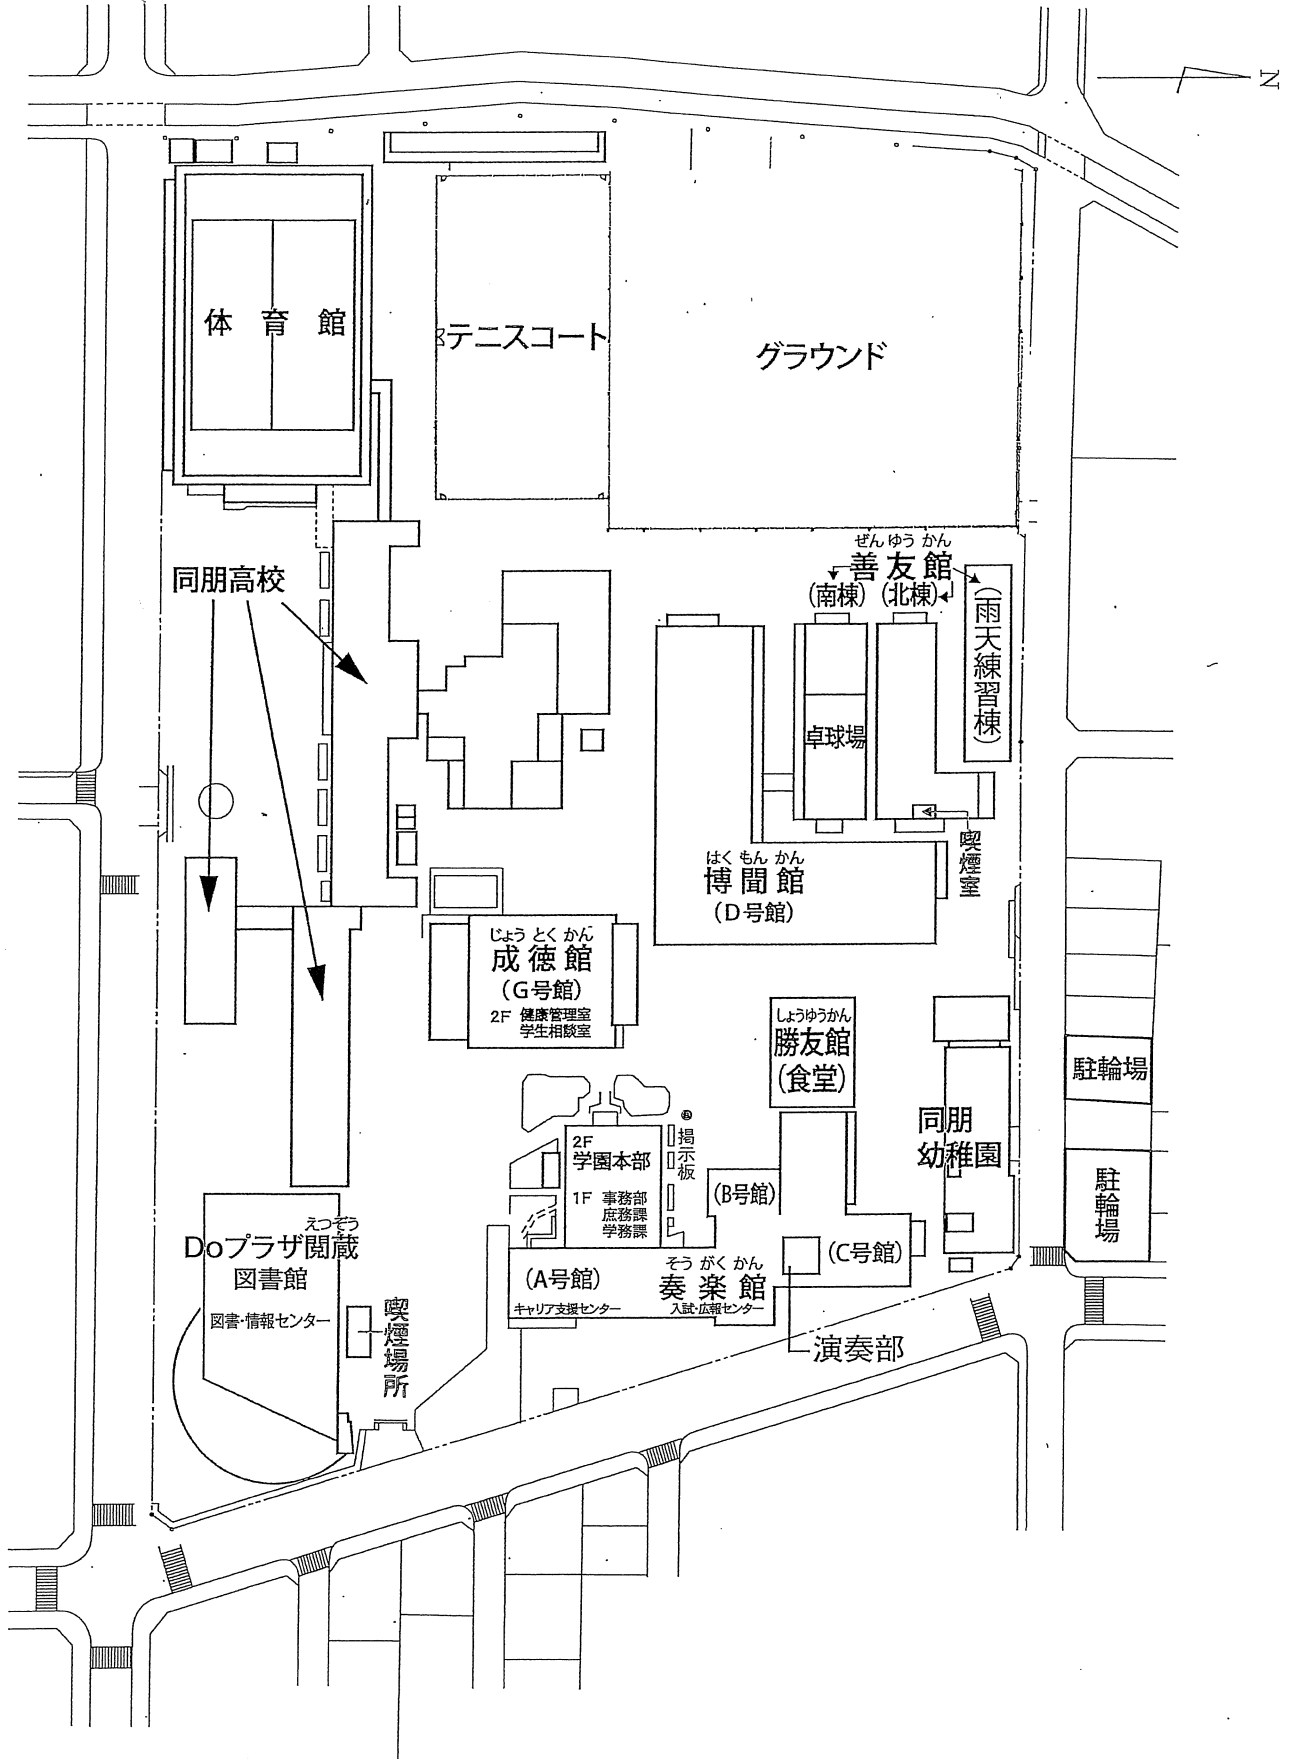 N
体育館
テニスコート
グラウンド
ぜんゆうかん
善友館
(南棟)
(北棟)
(雨天練習棟)
同朋高校
卓球場
喫煙室
はくもんかん
博聞館
(D号館)
じょうとくかん
成徳館
(G号館)
2F 健康管理室
学生相談室
しょうゆうかん
勝友館
(食堂)
駐輪場
同朋
幼稚園
駐輪場
掲示板
2F
学園本部
1F 事務部
庶務課
学務課
(B号館)
(C号館)
えつぞう
Doプラザ閲蔵
図書館
図書・情報センター
喫煙場所
(A号館)
キャリア支援センター
そうがくかん
奏楽館
入試・広報センター
演奏部